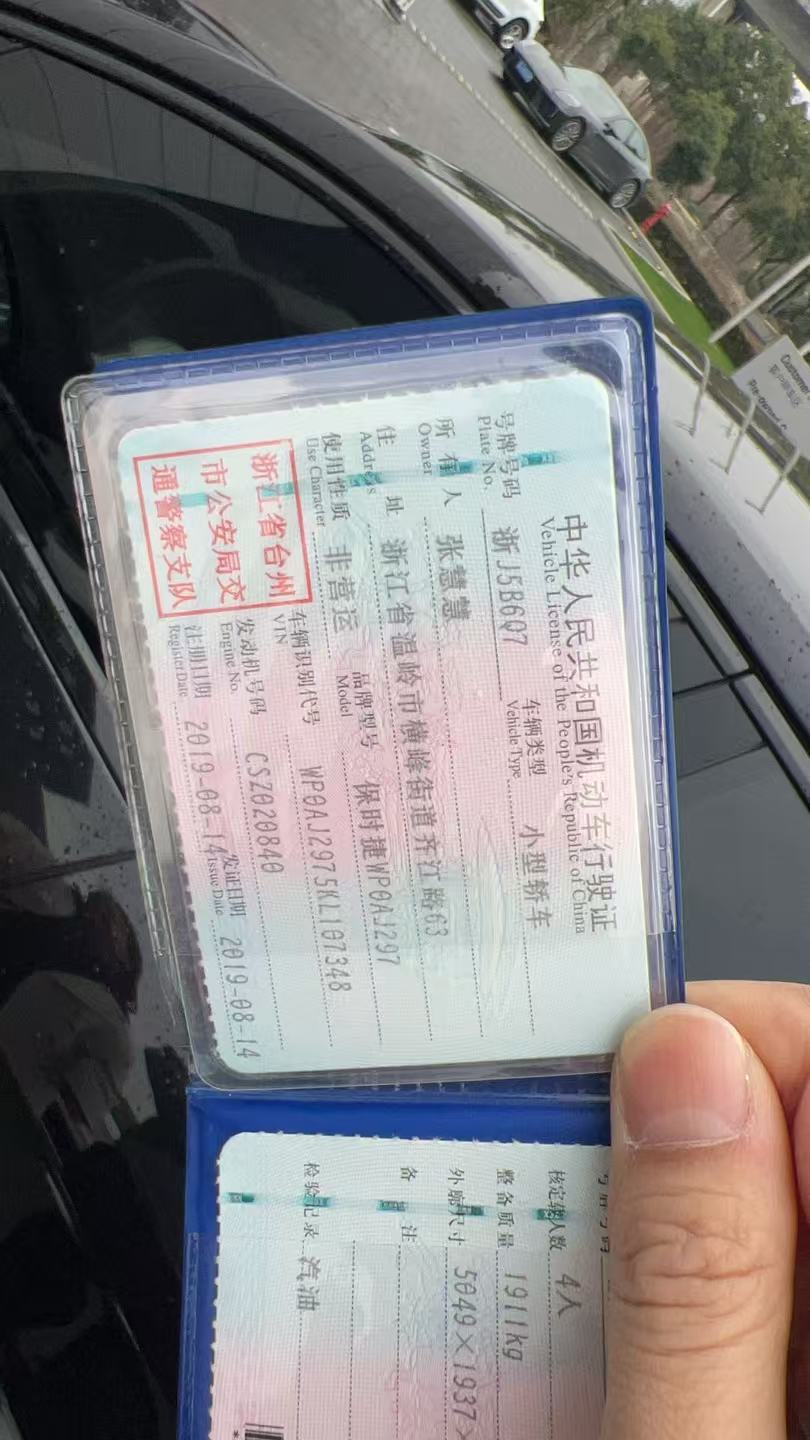 中华人民共和国机动车行驶证
Vehicle License of the People's Republic of China
号牌号码 浙J5B6Q7 车辆类型 小型轿车
Plate No. Vehicle Type
所有人 张慧慧
Owner
住址 浙江省温岭市横峰街道齐江路63
Address
使用性质 非营运 品牌型号 保时捷WP0AJ297
Use Character Model
车辆识别代号 WP0AJ2975KL107348
VIN
发动机号码 CSZ020840
Engine No.
注册日期 2019-08-14 发证日期 2019-08-14
Register Date Issue Date
浙江省台州
市公安局交
通警察支队
核定载人数 4人
整备质量 1911kg
外廓尺寸 5049×1937×
备注
检验记录 汽油
Custome
Pre-owned C